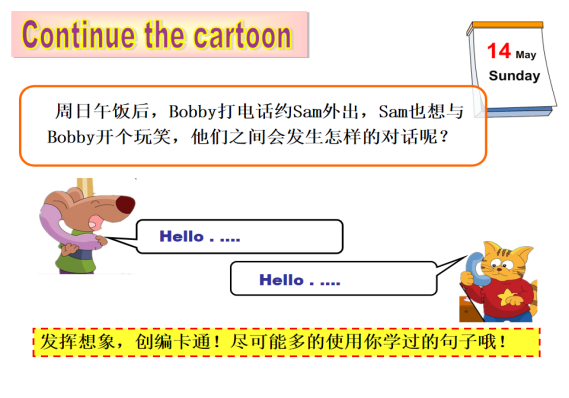 Continue the cartoon
14 May
Sunday
周日午饭后，Bobby打电话约Sam外出，Sam也想与
Bobby开个玩笑，他们之间会发生怎样的对话呢？
Hello . ....
Hello . ....
发挥想象，创编卡通！尽可能多的使用你学过的句子哦！